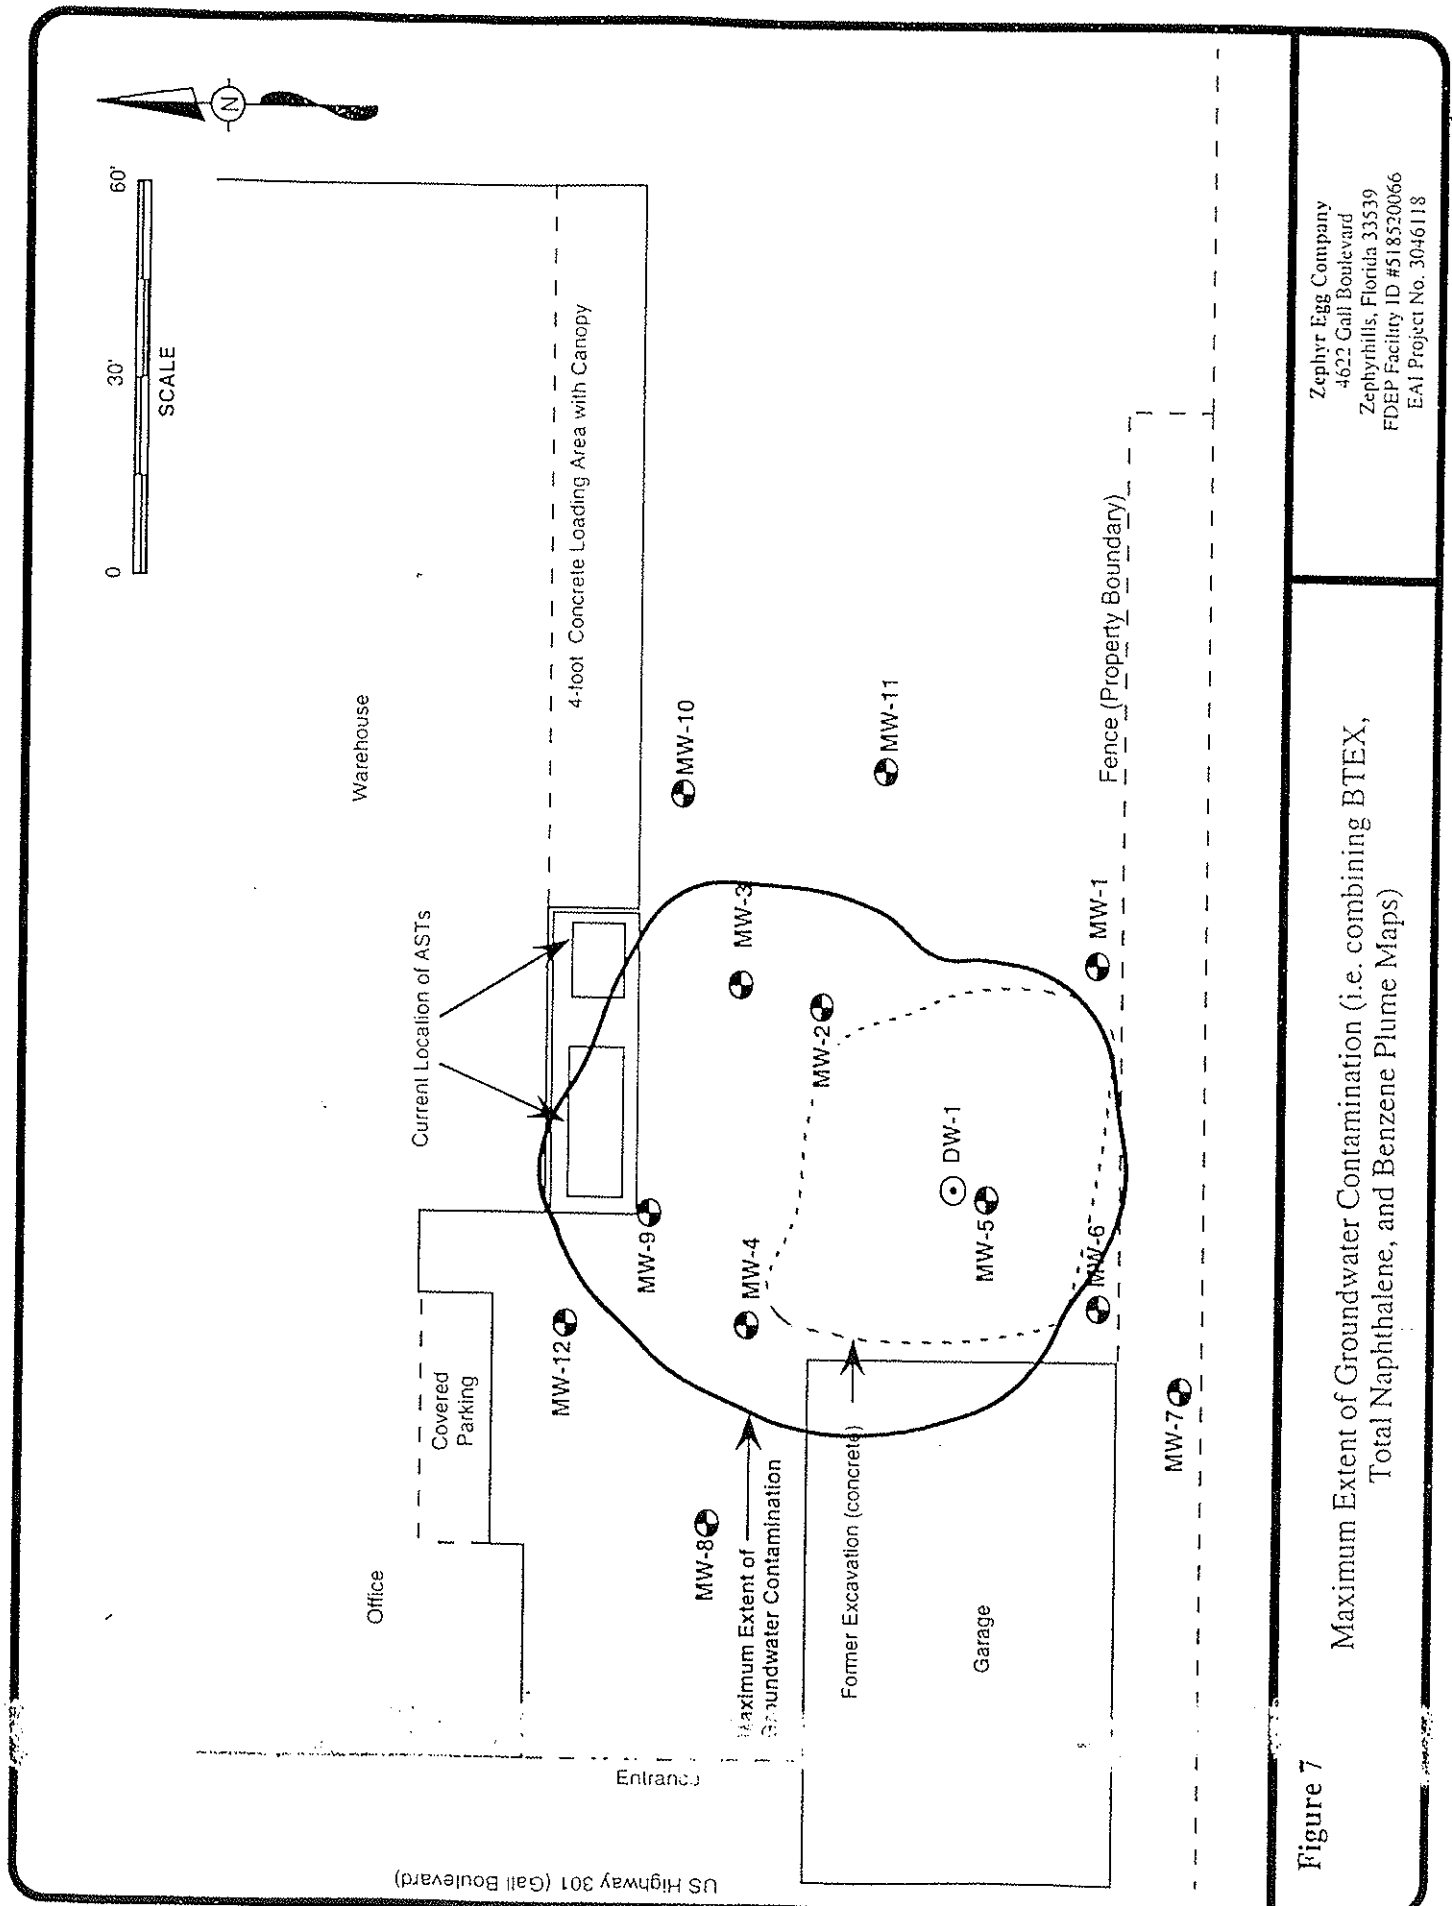 N
0 30' 60'
SCALE
Warehouse
4-foot Concrete Loading Area with Canopy
Current Location of ASTs
Office
Covered
Parking
MW-12
MW-9
MW-10
MW-3
MW-11
MW-8
MW-4
MW-2
Maximum Extent of
Groundwater Contamination
DW-1
MW-5
Former Excavation (concrete)
Garage
MW-6
MW-1
Fence (Property Boundary)
MW-7
Entrance
US Highway 301 (Gall Boulevard)
Figure 7
Maximum Extent of Groundwater Contamination (i.e. combining BTEX,
Total Naphthalene, and Benzene Plume Maps)
Zephyr Egg Company
4622 Gall Boulevard
Zephyrhills, Florida 33539
FDEP Facility ID #518520066
EAI Project No. 3046118